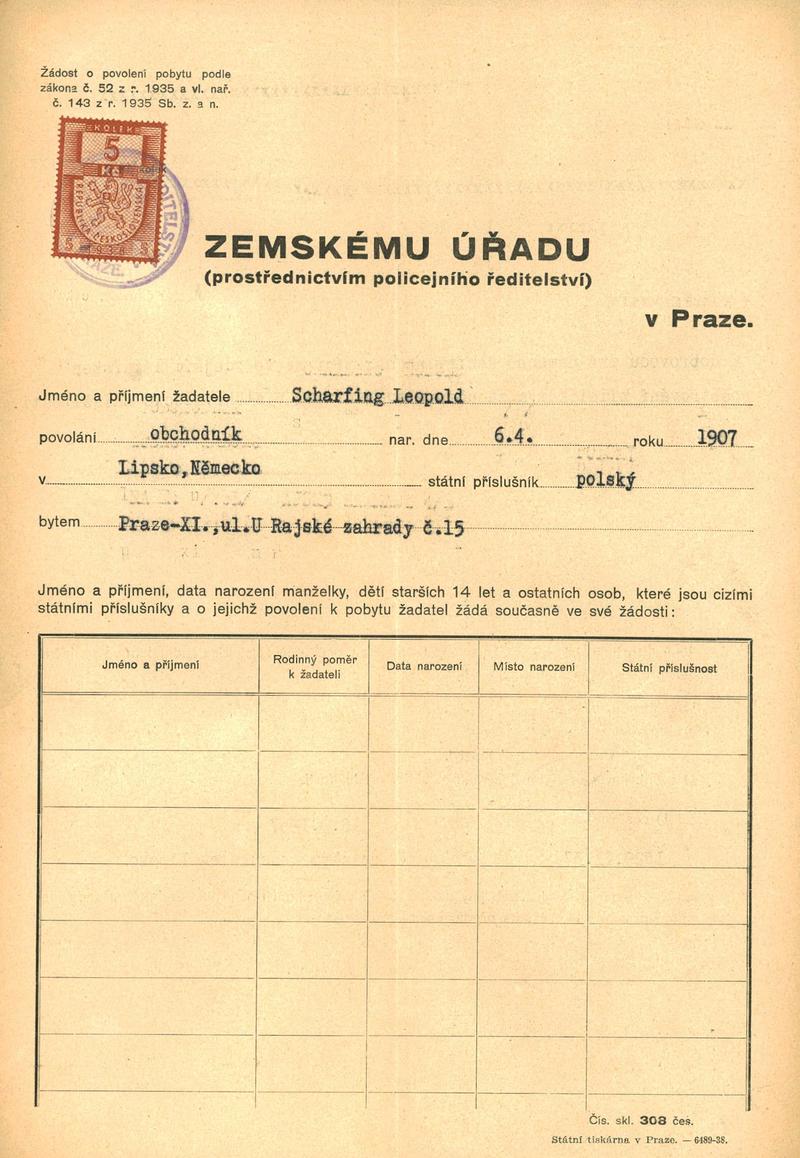 Žádost o povolení pobytu podle
zákona č. 52 z r. 1935 a vl. nař.
č. 143 z r. 1935 Sb. z. a n.
KOLEK
5
Kč
REPUBLIKA ČESKOSLOVENSKÁ
5 5
ZEMSKÉMU ÚŘADU
(prostřednictvím policejního ředitelství)
v Praze.
Jméno a příjmení žadatele Scharfing Leopold
povolání obchodník nar. dne 6.4. roku 1907
v Lipsko,Německo státní příslušník polský
bytem Praze-XI.,ul.U Rajské zahrady č.15
Jméno a příjmení, data narození manželky, dětí starších 14 let a ostatních osob, které jsou cizími
státními příslušníky a o jejichž povolení k pobytu žadatel žádá současně ve své žádosti:
Jméno a příjmení Rodinný poměr k žadateli Data narození Místo narození Státní příslušnost
Čís. skl. 308 čes.
Státní tiskárna v Praze. — 6489-38.